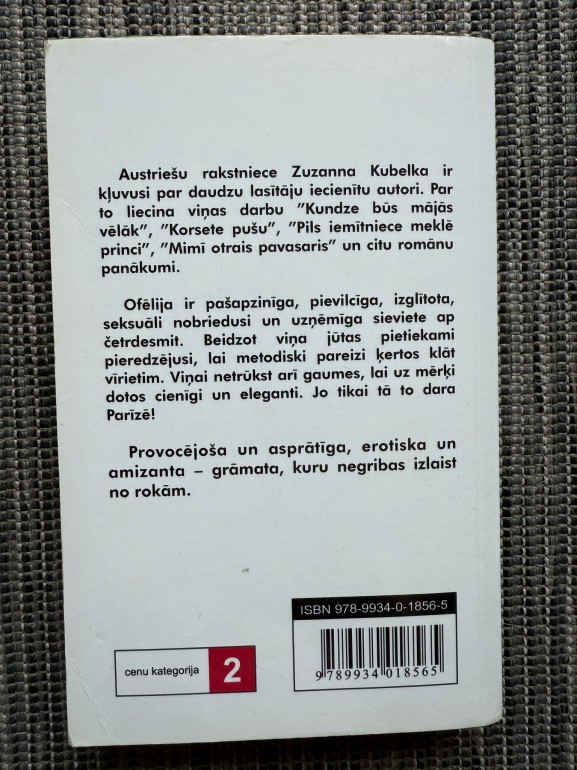 Austriešu rakstniece Zuzanna Kubelka ir
kļuvusi par daudzu lasītāju iecienītu autori. Par
to liecina viņas darbu ”Kundze būs mājās
vēlāk”, ”Korsete pušu”, ”Pils iemītniece meklē
princi”, ”Mimī otrais pavasaris” un citu romānu
panākumi.
Ofēlija ir pašapzinīga, pievilcīga, izglītota,
seksuāli nobriedusi un uzņēmīga sieviete ap
četrdesmit. Beidzot viņa jūtas pietiekami
pieredzējusi, lai metodiski pareizi ķertos klāt
vīrietim. Viņai netrūkst arī gaumes, lai uz mērķi
dotos cienīgi un eleganti. Jo tikai tā to dara
Parīzē!
Provocējoša un asprātīga, erotiska un
amizanta – grāmata, kuru negribas izlaist
no rokām.
ISBN 978-9934-0-1856-5
9 789934 018565
cenu kategorija 2